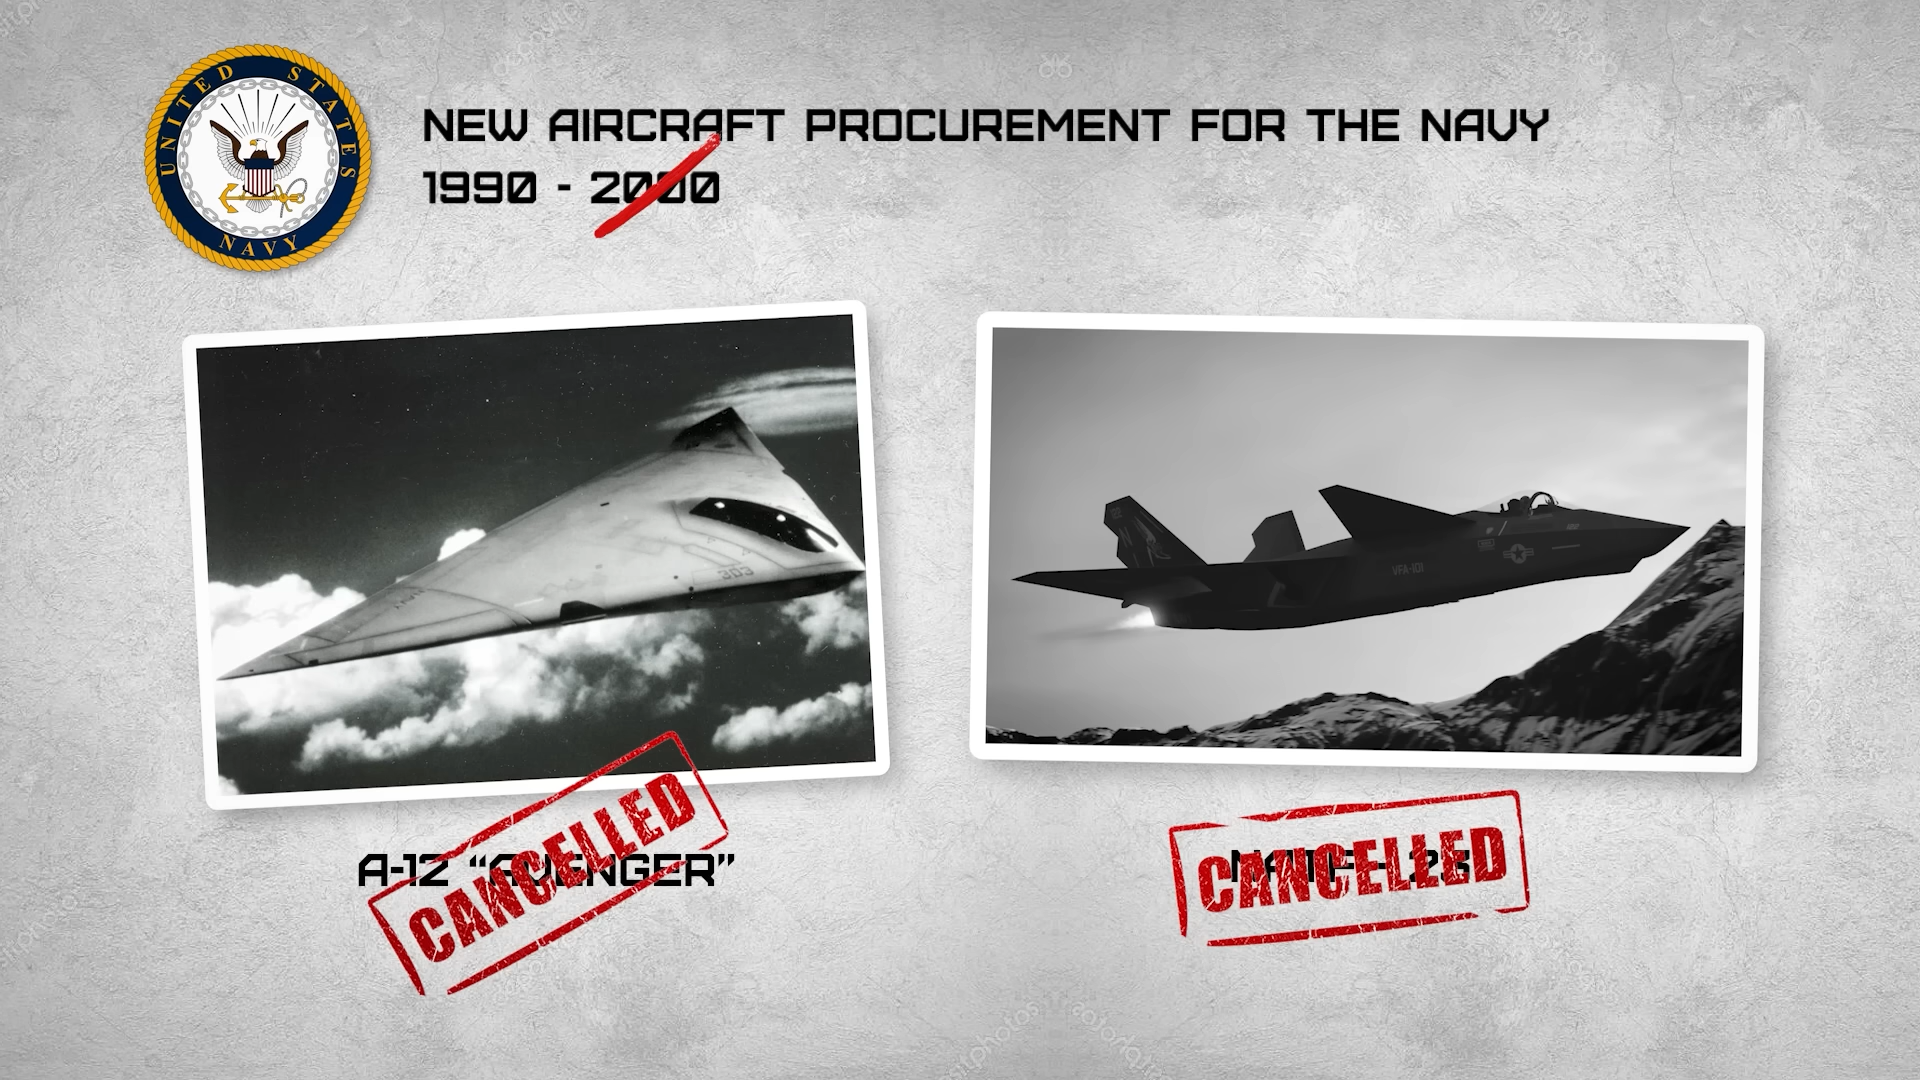 UNITED STATES
NAVY
NEW AIRCRAFT PROCUREMENT FOR THE NAVY
1990 - 2000
303
VFA-101
A-12 “AVENGER”
CANCELLED
CANCELLED